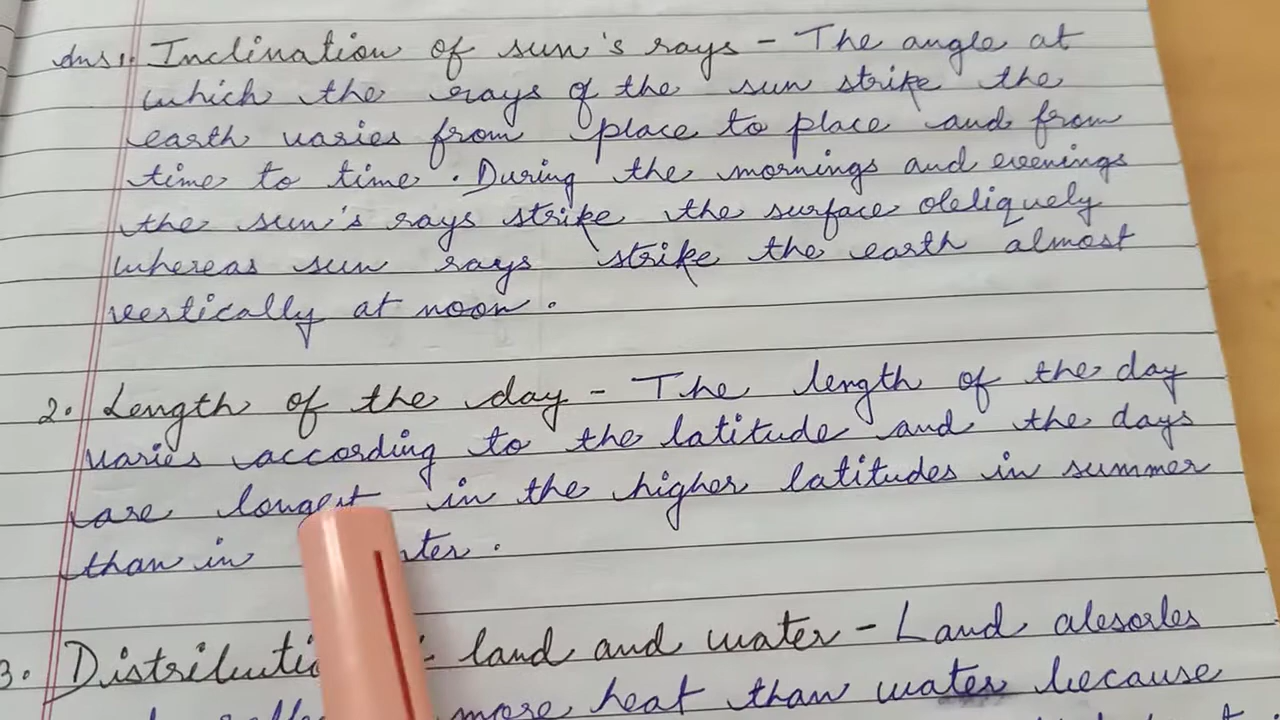 Ans 1. Inclination of sun's rays - The angle at
which the rays of the sun strike the
earth varies from place to place and from
time to time. During the mornings and evenings
the sun's rays strike the surface obliquely
whereas sun rays strike the earth almost
vertically at noon.
2. Length of the day - The length of the day
varies according to the latitude and the days
are longest in the higher latitudes in summer
than in
3. land and water - Land absorbs
more heat than water because